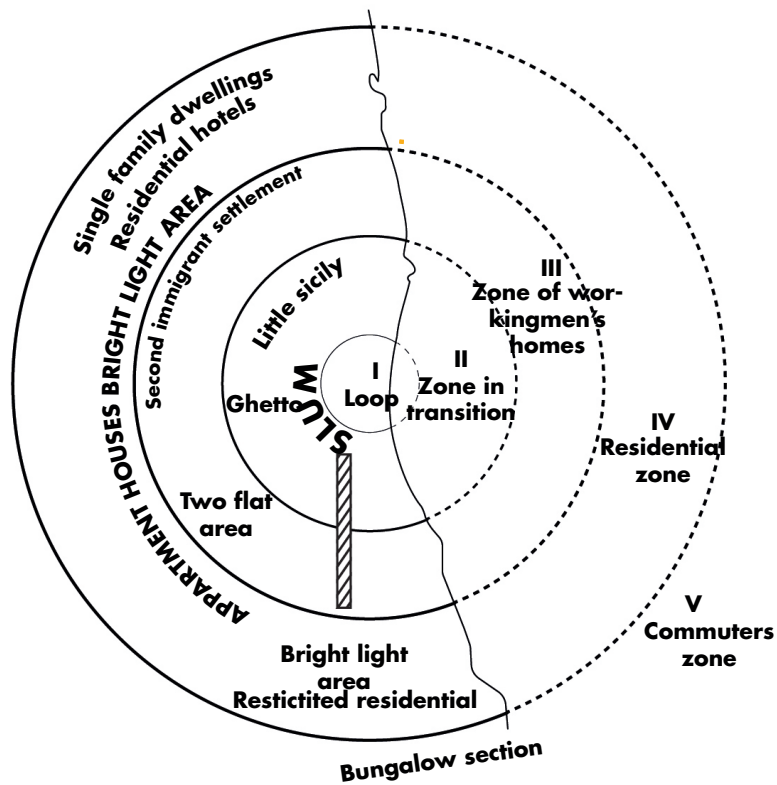 Single family dwellings
Residential hotels
APPARTMENT HOUSES BRIGHT LIGHT AREA
Second immigrant settlement
Little sicily
Ghetto
SLUM
I
Loop
II
Zone in
transition
III
Zone of wor-
kingmen's
homes
IV
Residential
zone
V
Commuters
zone
Two flat
area
Bright light
area
Restictited residential
Bungalow section